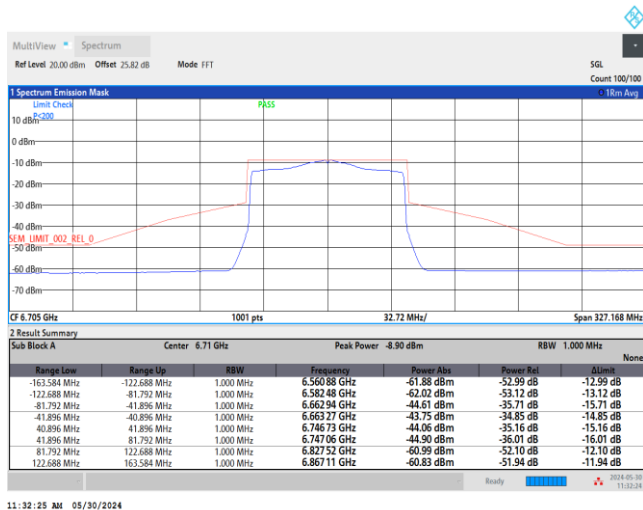 MultiView Spectrum
Ref Level 20.00 dBm Offset 25.82 dB Mode FFT SGL
Count 100/100
1 Spectrum Emission Mask 1Rm Avg
Limit Check PASS
P<200
10 dBm
0 dBm
-10 dBm
-20 dBm
-30 dBm
-40 dBm
SEM_LIMIT_002_REL_0
-50 dBm
-60 dBm
-70 dBm
CF 6.705 GHz 1001 pts 32.72 MHz/ Span 327.168 MHz
2 Result Summary
Sub Block A Center 6.71 GHz Peak Power -8.90 dBm RBW 1.000 MHz
None
Range Low Range Up RBW Frequency Power Abs Power Rel ΔLimit
-163.584 MHz -122.688 MHz 1.000 MHz 6.56088 GHz -61.88 dBm -52.99 dB -12.99 dB
-122.688 MHz -81.792 MHz 1.000 MHz 6.58248 GHz -62.02 dBm -53.12 dB -13.12 dB
-81.792 MHz -41.896 MHz 1.000 MHz 6.66294 GHz -44.61 dBm -35.71 dB -15.71 dB
-41.896 MHz -40.896 MHz 1.000 MHz 6.66327 GHz -43.75 dBm -34.85 dB -14.85 dB
40.896 MHz 41.896 MHz 1.000 MHz 6.74673 GHz -44.06 dBm -35.16 dB -15.16 dB
41.896 MHz 81.792 MHz 1.000 MHz 6.74706 GHz -44.90 dBm -36.01 dB -16.01 dB
81.792 MHz 122.688 MHz 1.000 MHz 6.82752 GHz -60.99 dBm -52.10 dB -12.10 dB
122.688 MHz 163.584 MHz 1.000 MHz 6.86711 GHz -60.83 dBm -51.94 dB -11.94 dB
Ready 2024-05-30
11:32:24
11:32:25 AM 05/30/2024